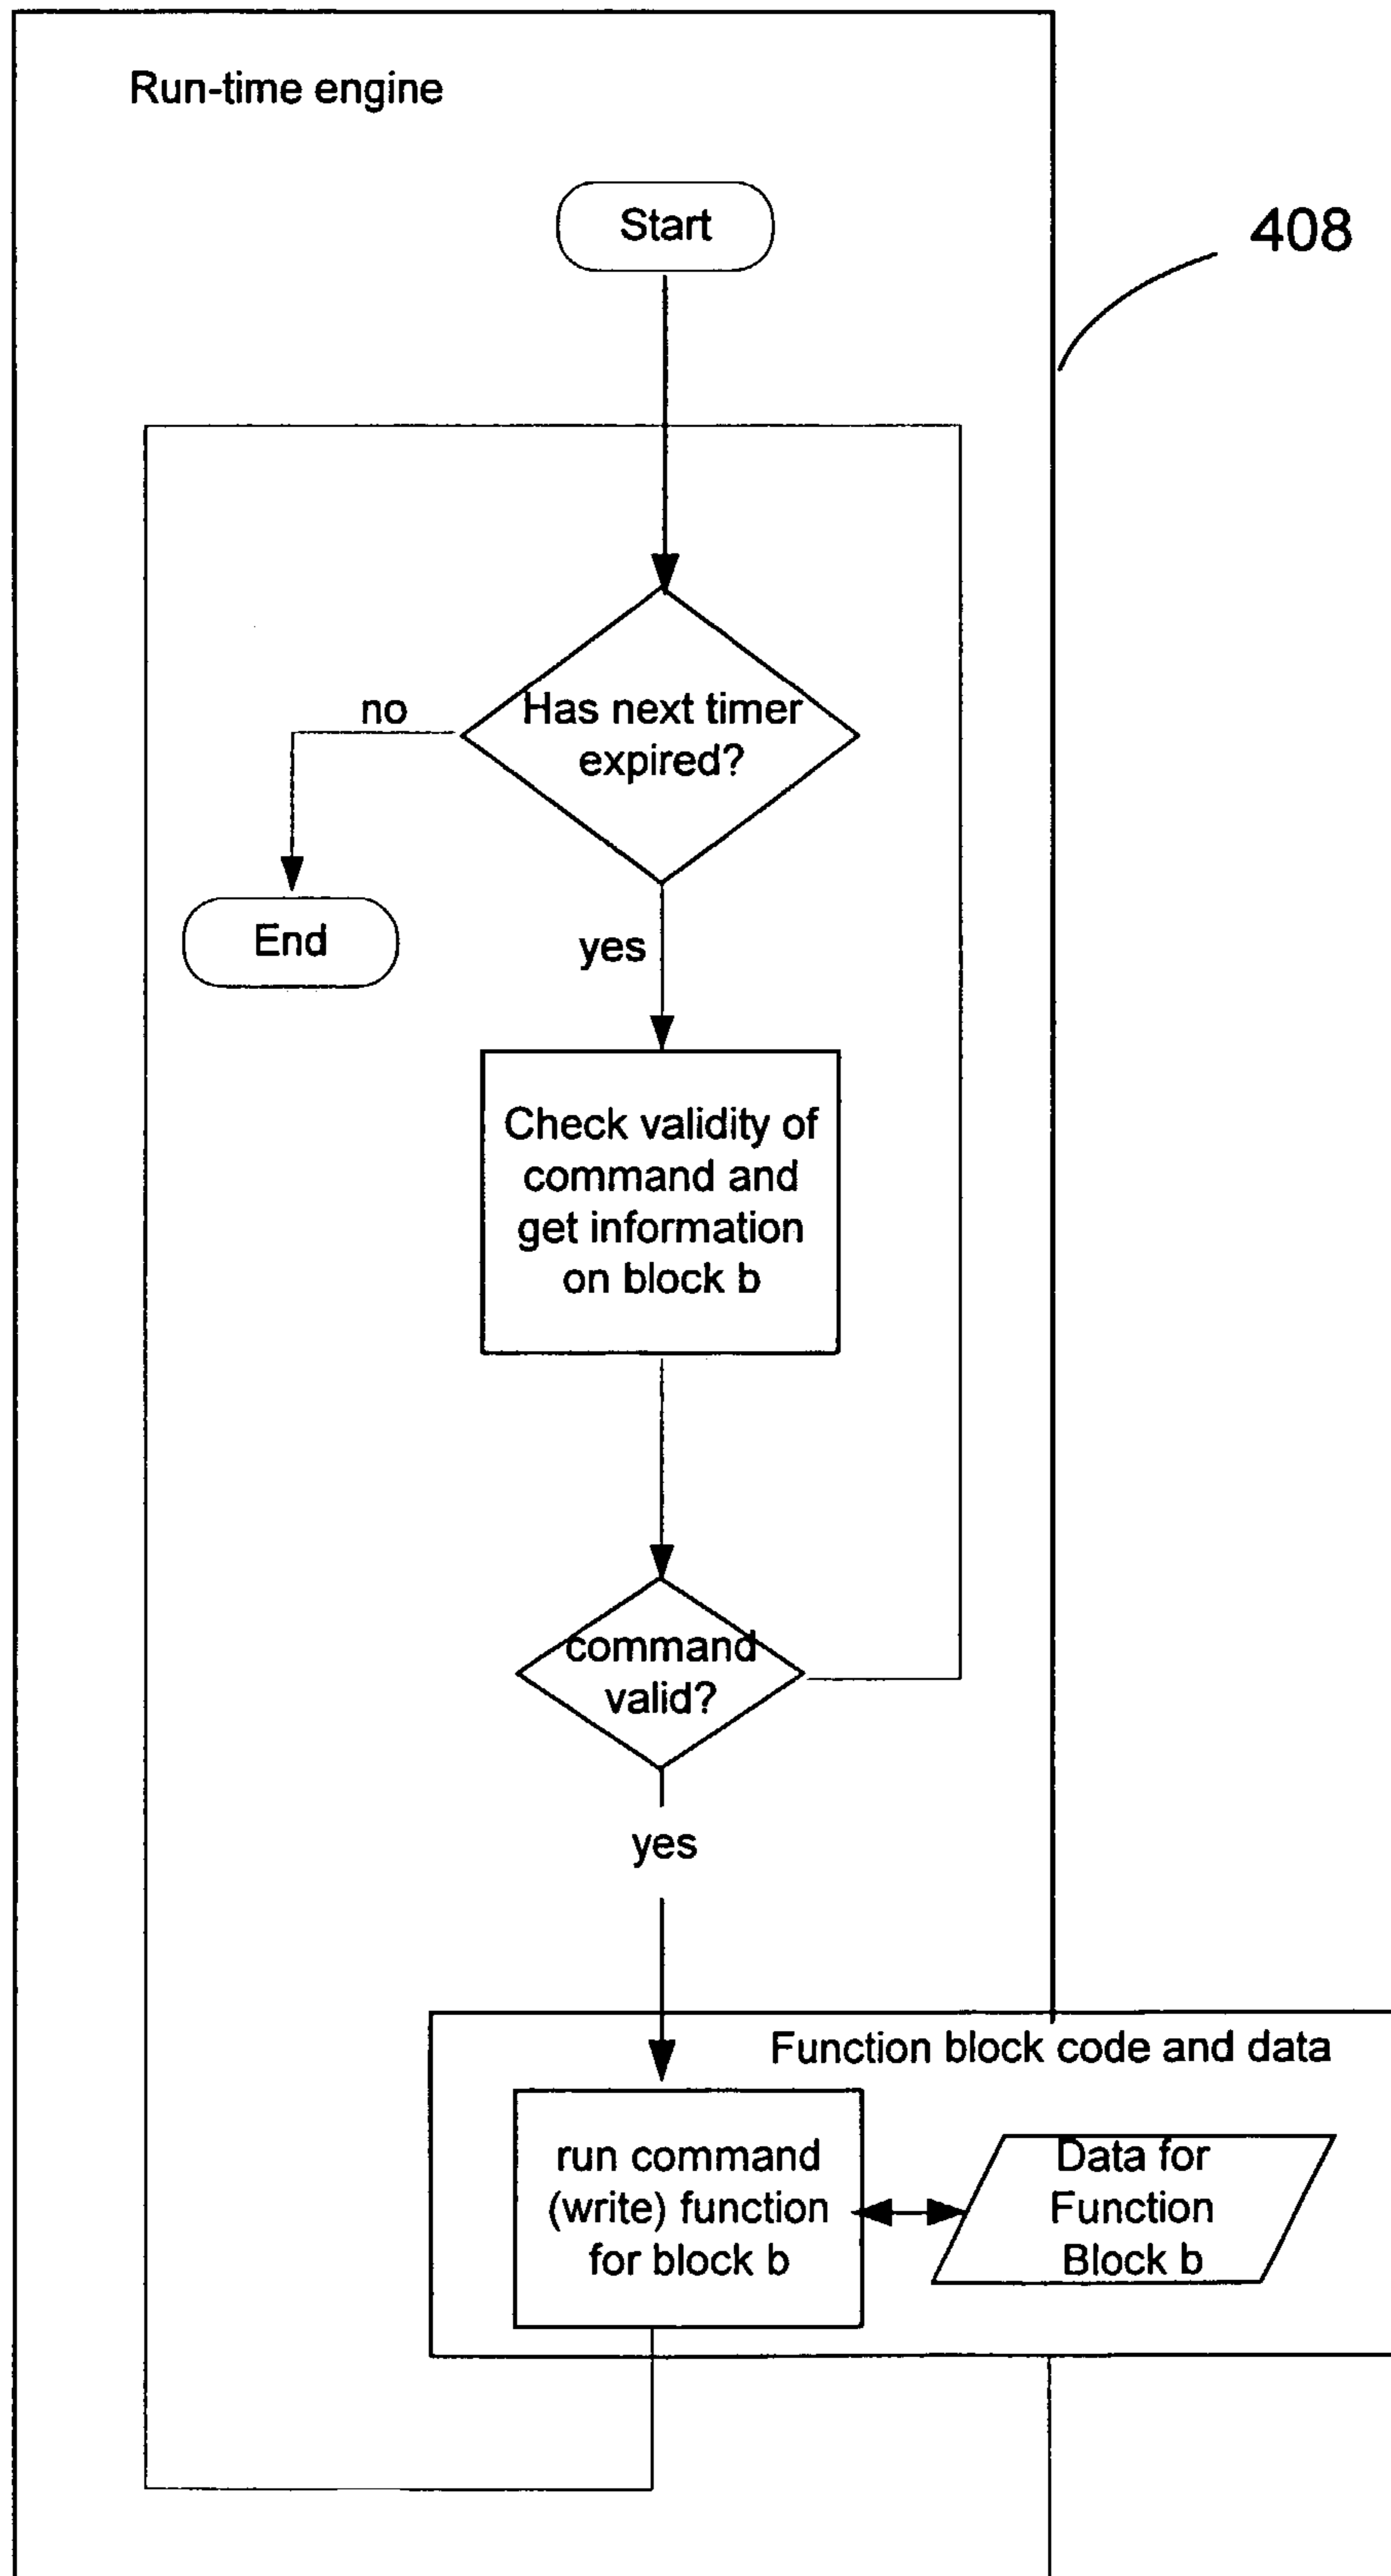 Run-time engine
Start
408
no
Has next timer
expired?
End
yes
Check validity of
command and
get information
on block b
command
valid?
yes
Function block code and data
run command
(write) function
for block b
Data for
Function
Block b